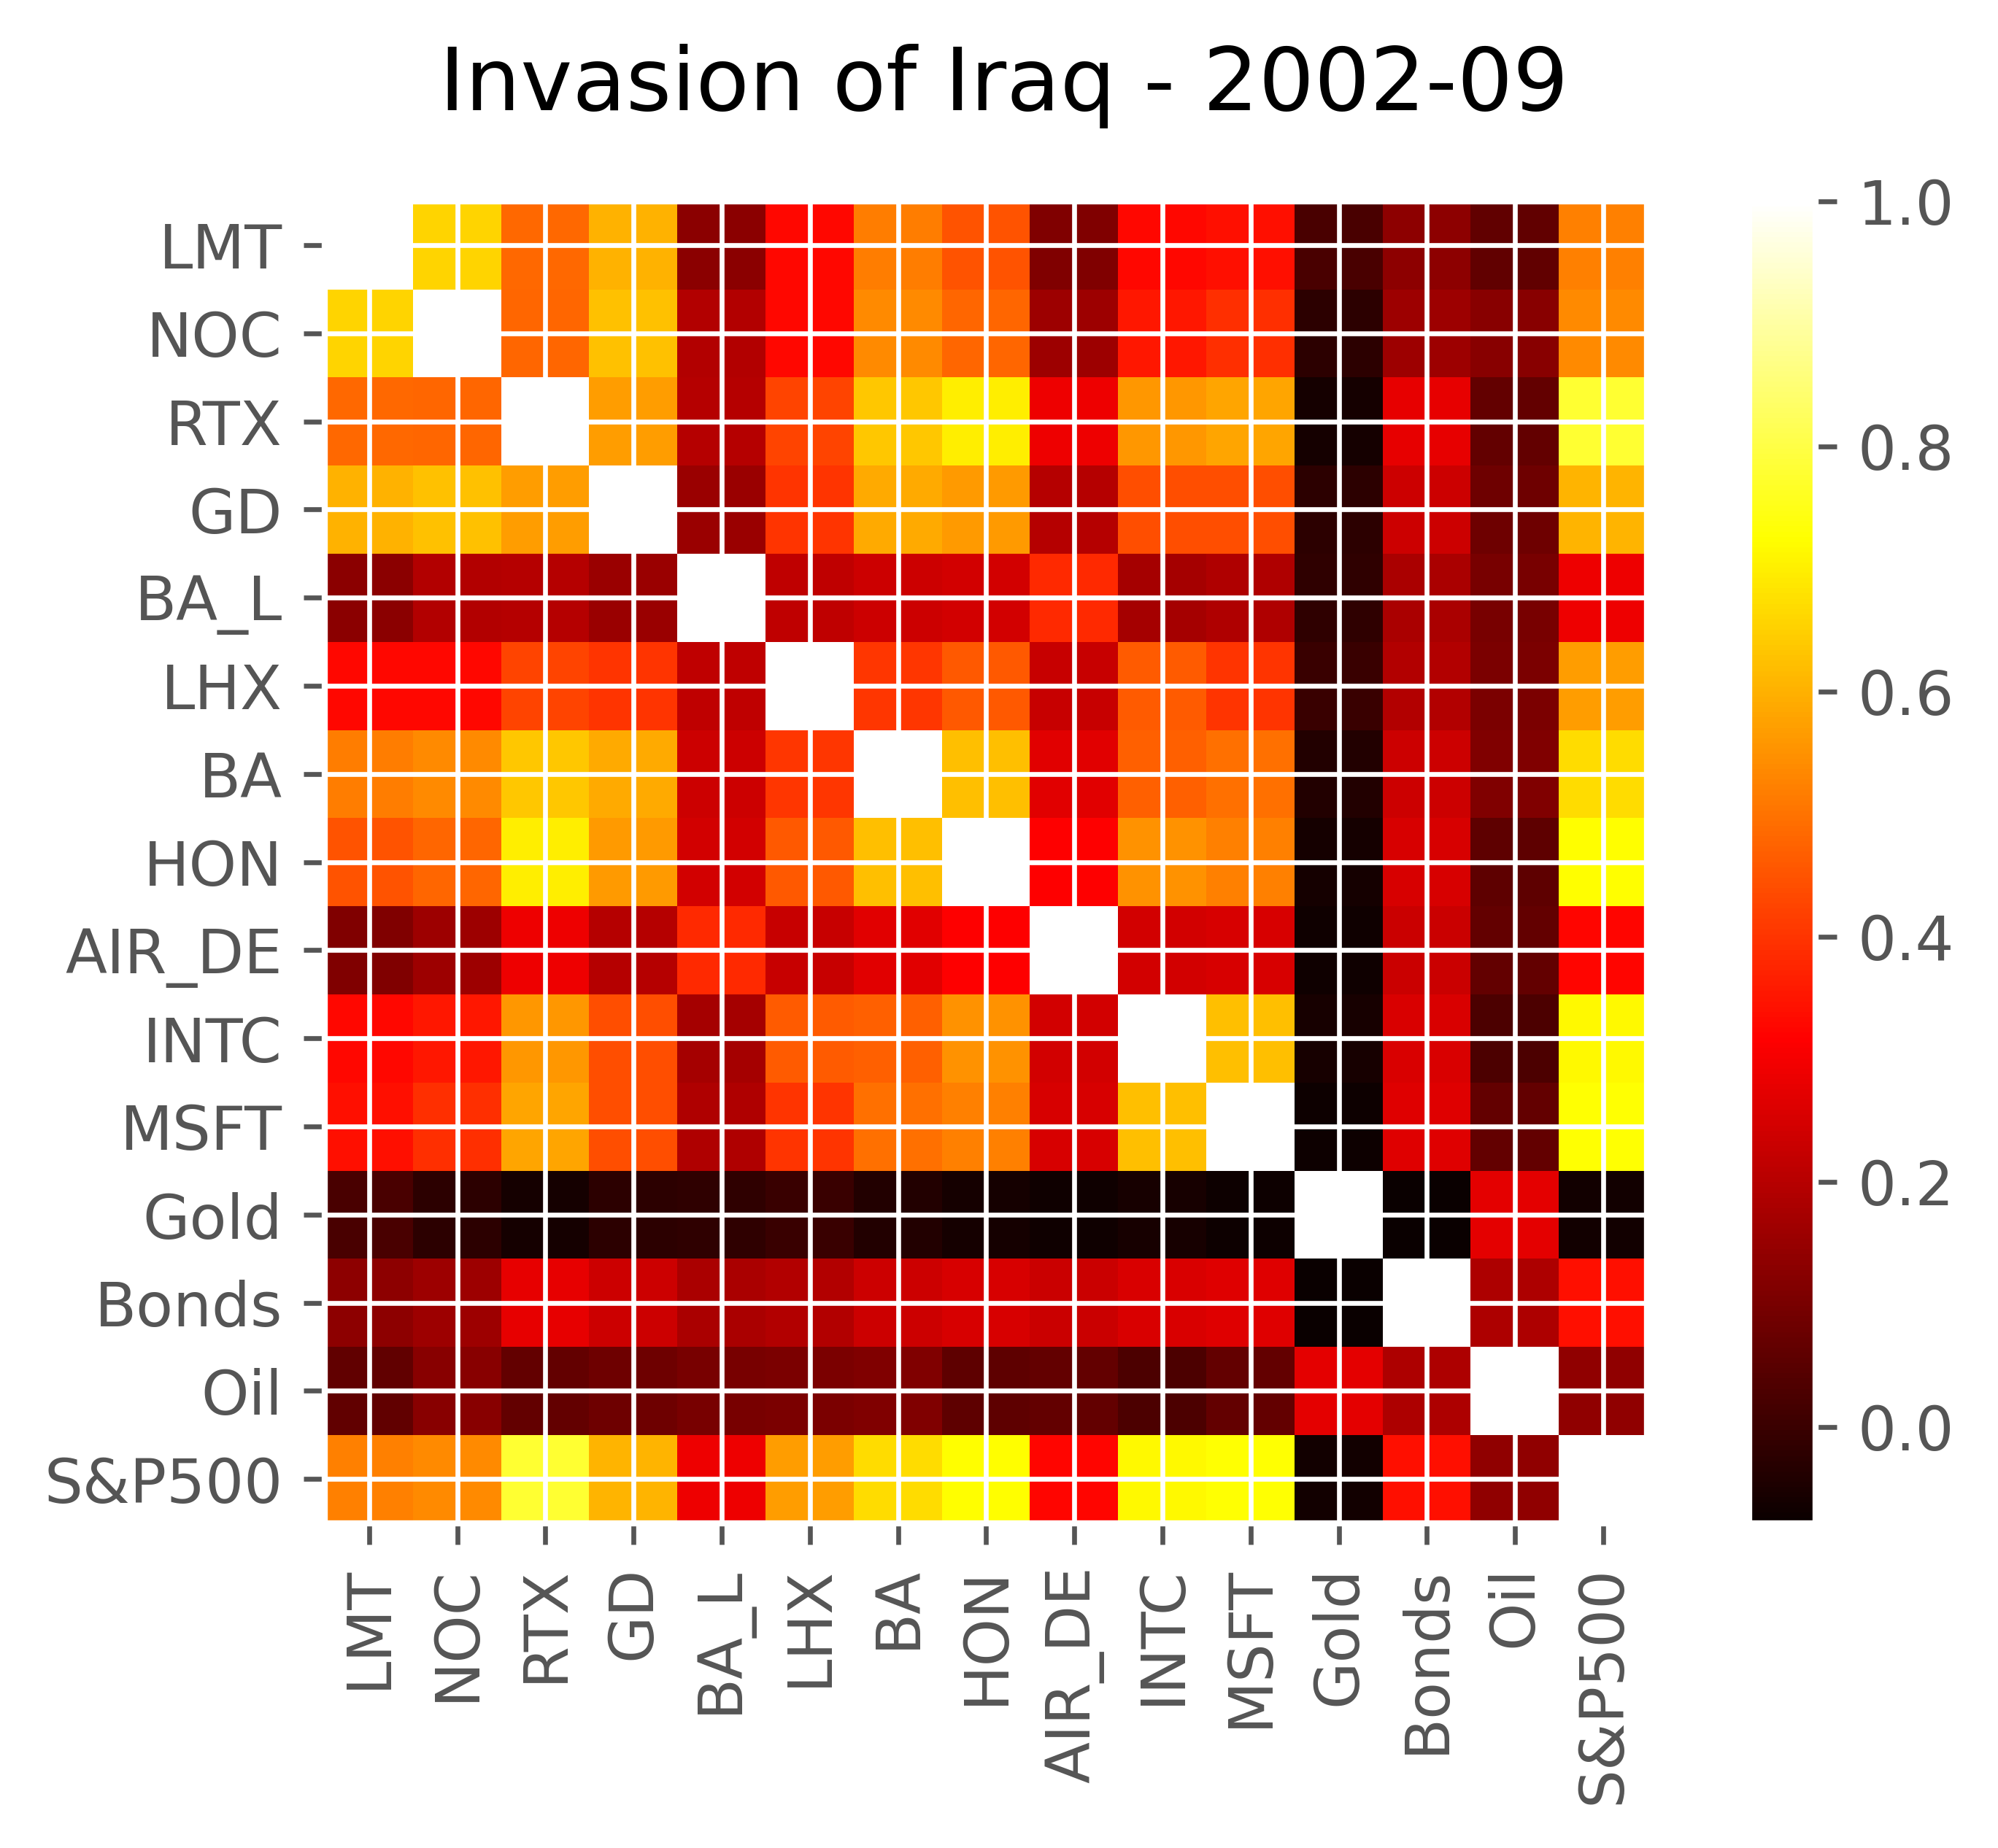 Invasion of Iraq - 2002-09
LMT
NOC
RTX
GD
BA_L
LHX
BA
HON
AIR_DE
INTC
MSFT
Gold
Bonds
Oil
S&P500
LMT
NOC
RTX
GD
BA_L
LHX
BA
HON
AIR_DE
INTC
MSFT
Gold
Bonds
Oil
S&P500
1.0
0.8
0.6
0.4
0.2
0.0